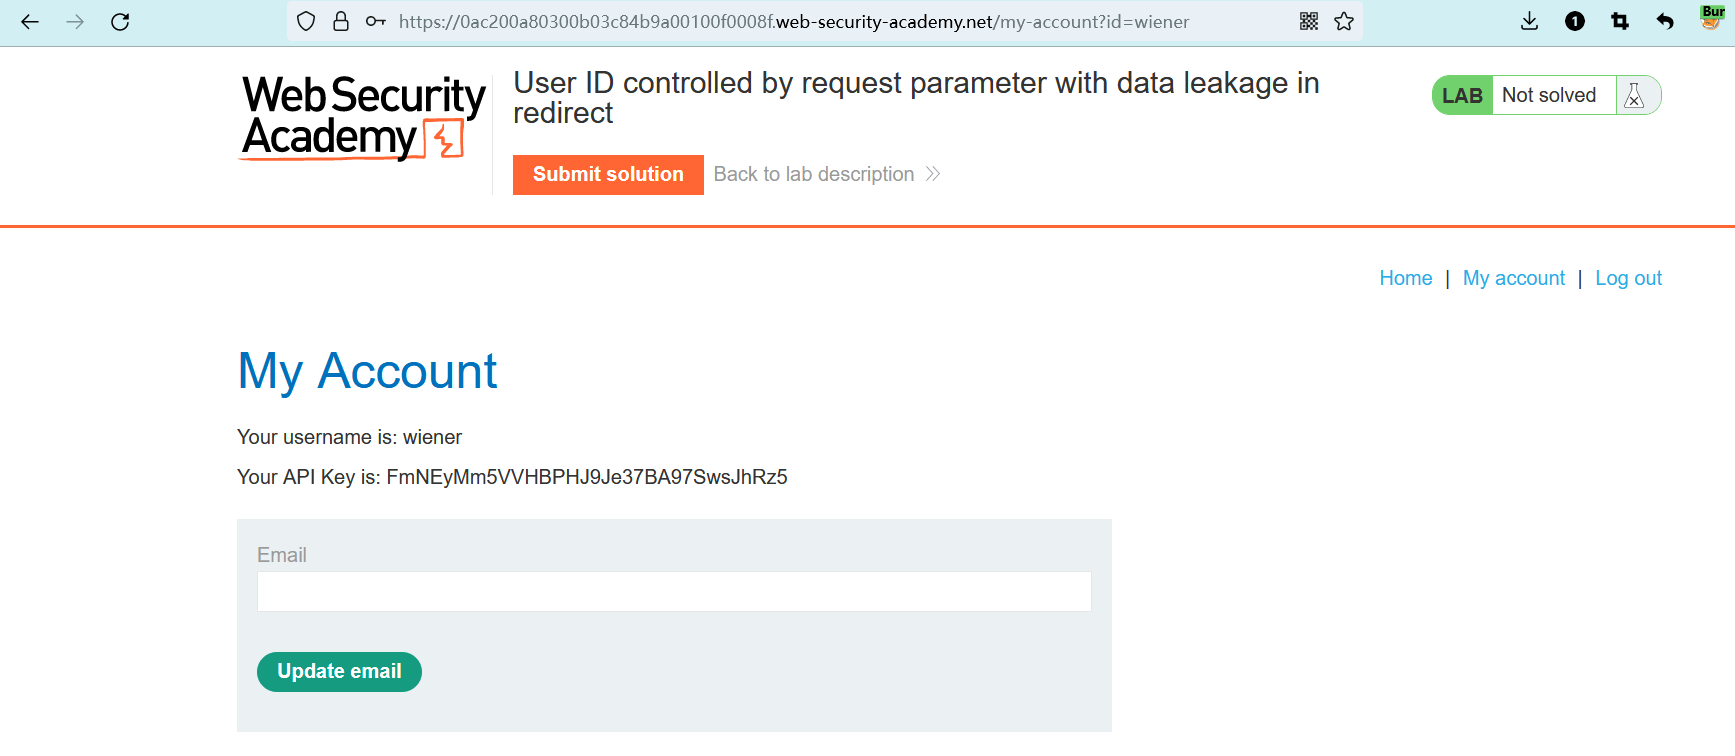 https://0ac200a80300b03c84b9a00100f0008f.web-security-academy.net/my-account?id=wiener
1
Bur
Web Security
Academy
User ID controlled by request parameter with data leakage in
redirect
LAB Not solved
Submit solution Back to lab description
Home | My account | Log out
My Account
Your username is: wiener
Your API Key is: FmNEyMm5VVHBPHJ9Je37BA97SwsJhRz5
Email
Update email